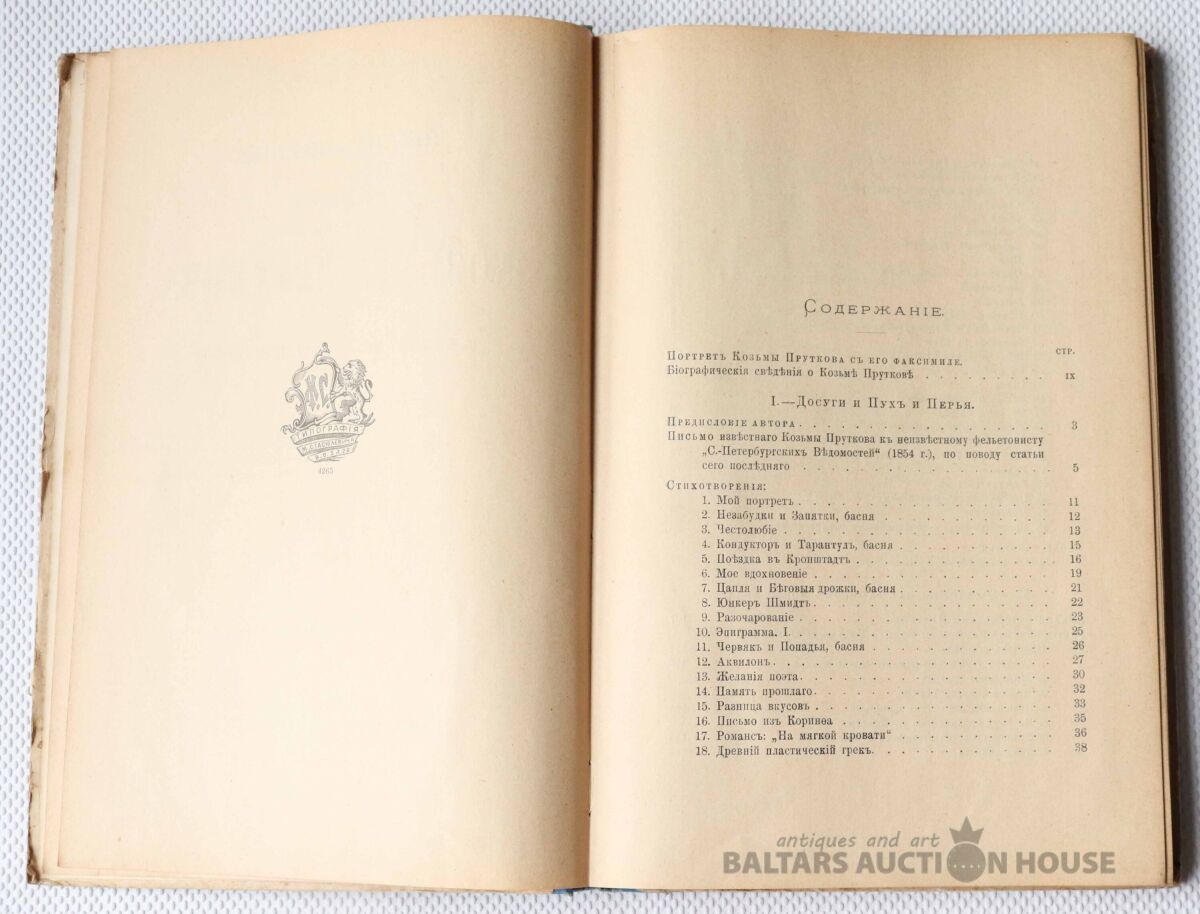 М.С.
ТИПОГРАФІЯ
М. СТАСЮЛЕВИЧА
4265
Содержаніе.
СТР.
Портретъ Козьмы Пруткова съ его факсимиле.
Біографическія свѣдѣнія о Козьмѣ Прутковѣ . . . . . . . . . IX
I.—Досуги и Пухъ и Перья.
Предисловіе автора . . . . . . . . . . . . . . . . . . 3
Письмо извѣстнаго Козьмы Пруткова къ неизвѣстному фельетонисту
„С.-Петербургскихъ Вѣдомостей“ (1854 г.), по поводу статьи
сего послѣдняго . . . . . . . . . . . . . . . . . . 5
Стихотворенія:
1. Мой портретъ . . . . . . . . . . . . . . . . . . 11
2. Незабудки и Запятки, басня . . . . . . . . . . . . 12
3. Честолюбіе . . . . . . . . . . . . . . . . . . . 13
4. Кондукторъ и Тарантулъ, басня . . . . . . . . . . . 15
5. Поѣздка въ Кронштадтъ . . . . . . . . . . . . . . 16
6. Мое вдохновеніе . . . . . . . . . . . . . . . . . 19
7. Цапля и Бѣговыя дрожки, басня . . . . . . . . . . . 21
8. Юнкеръ Шмидтъ . . . . . . . . . . . . . . . . . . 22
9. Разочарованіе . . . . . . . . . . . . . . . . . . 23
10. Эпиграмма. I. . . . . . . . . . . . . . . . . . . 25
11. Червякъ и Попадья, басня . . . . . . . . . . . . . 26
12. Аквилонъ . . . . . . . . . . . . . . . . . . . . 27
13. Желанія поэта . . . . . . . . . . . . . . . . . . 30
14. Память прошлаго . . . . . . . . . . . . . . . . . 32
15. Разница вкусовъ . . . . . . . . . . . . . . . . . 33
16. Письмо изъ Коринѳа . . . . . . . . . . . . . . . . 35
17. Романсъ: „На мягкой кровати“ . . . . . . . . . . . 36
18. Древній пластическій грекъ . . . . . . . . . . . . 38
antiques and art
BALTARS AUCTION HOUSE